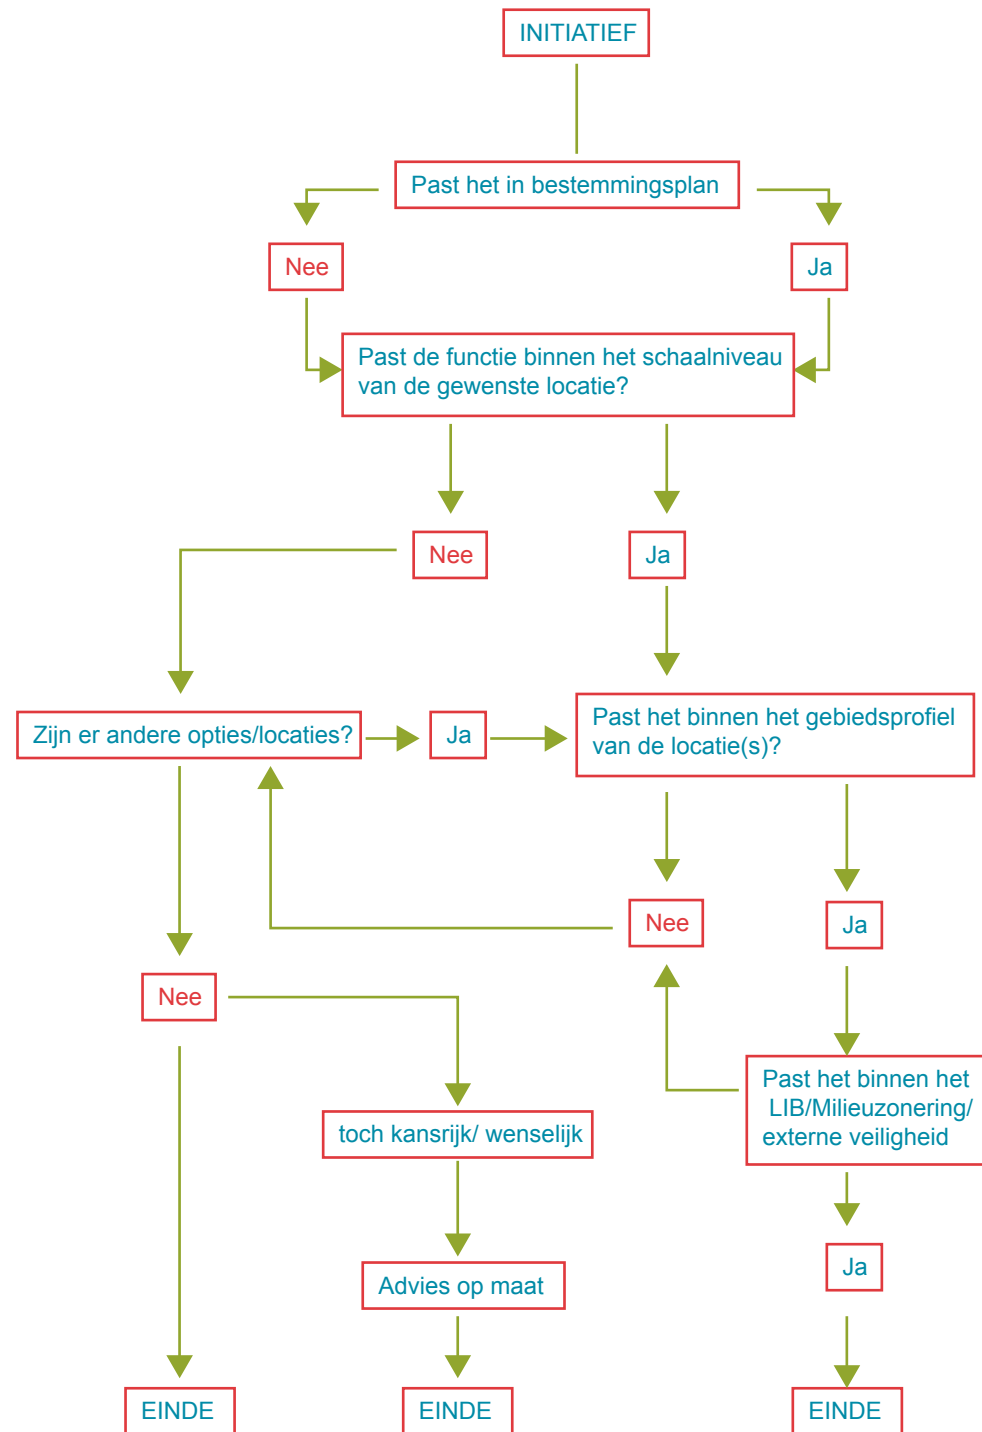 INITIATIEF
Past het in bestemmingsplan
Nee
Ja
Past de functie binnen het schaalniveau
van de gewenste locatie?
Nee
Ja
Zijn er andere opties/locaties?
Ja
Past het binnen het gebiedsprofiel
van de locatie(s)?
Nee
Ja
Nee
Past het binnen het
LIB/Milieuzonering/
externe veiligheid
toch kansrijk/ wenselijk
Ja
Advies op maat
EINDE
EINDE
EINDE